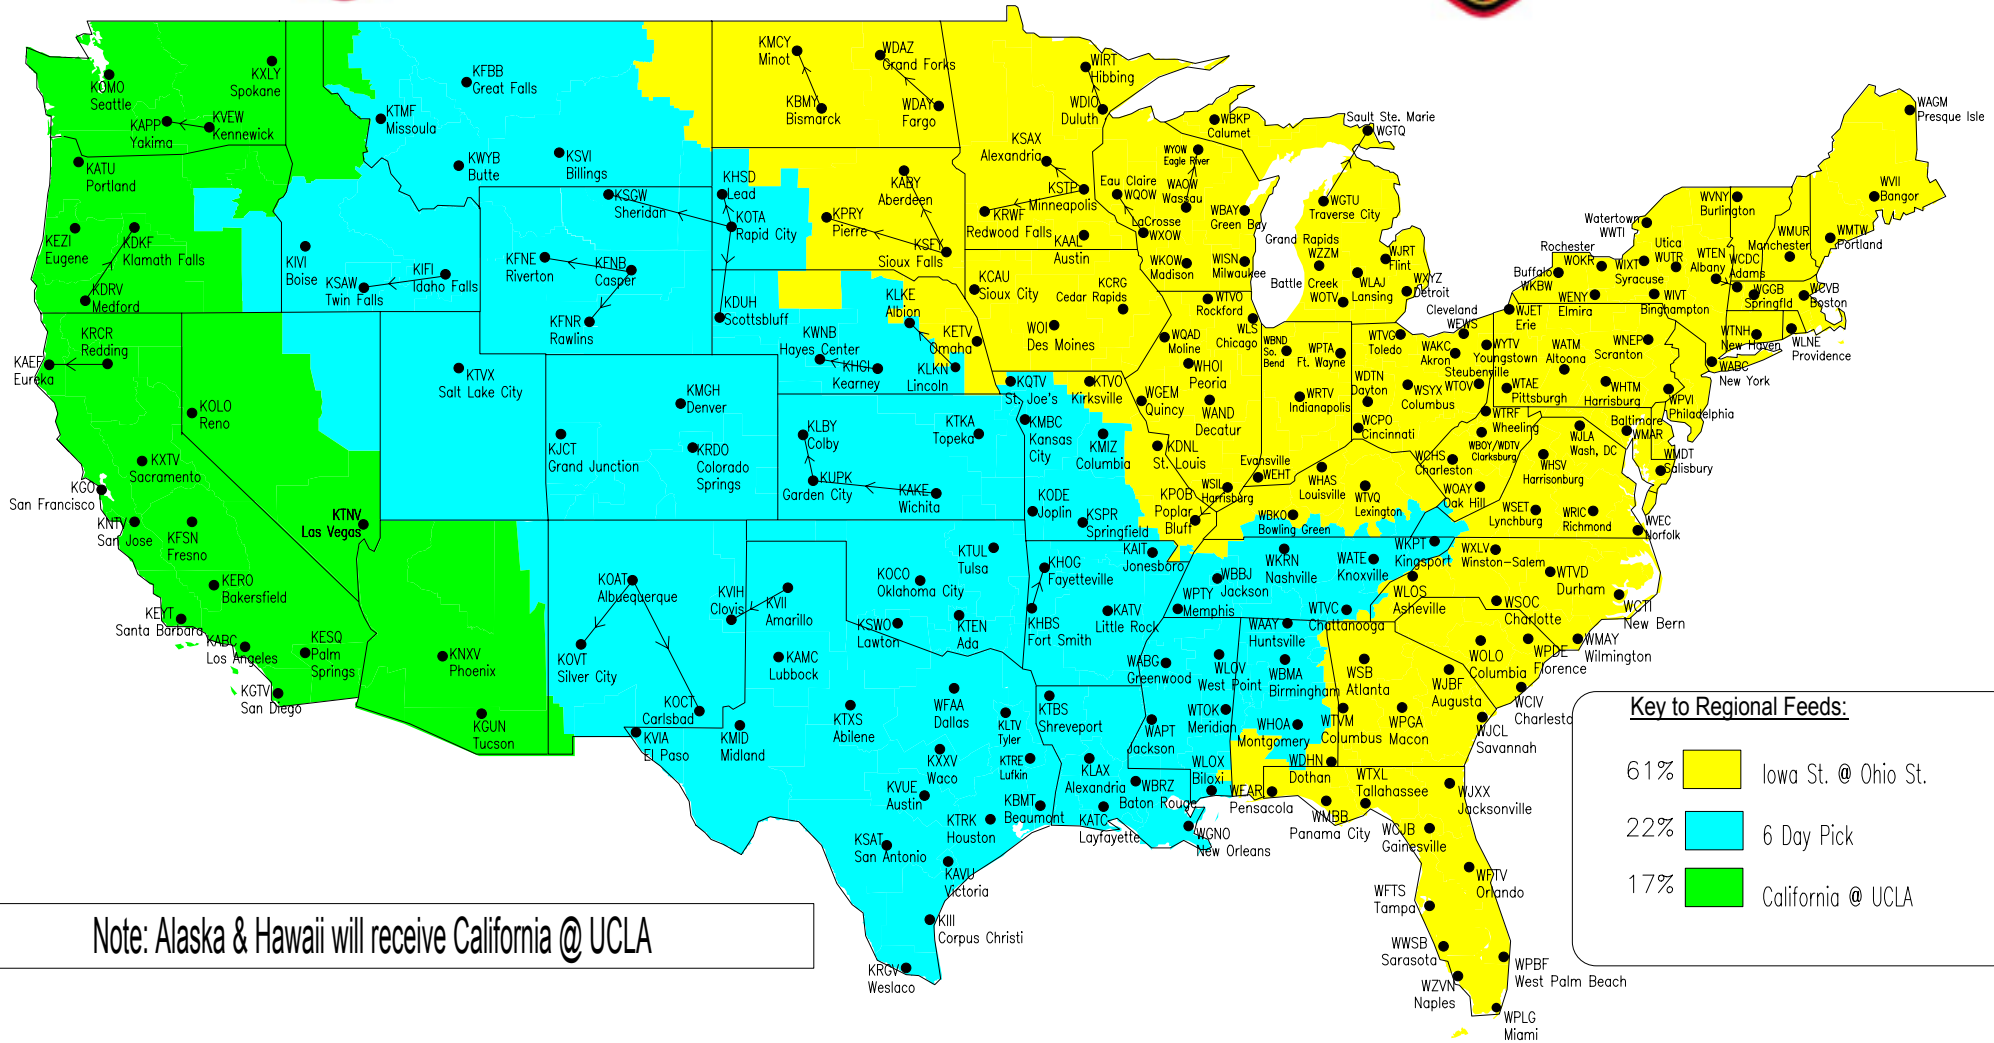 KOMO
Seattle
KXLY
Spokane
KAPP
Yakima
KVEW
Kennewick
KATU
Portland
KEZI
Eugene
KDKF
Klamath Falls
KDRV
Medford
KRCR
Redding
KAEF
Eureka
KOLO
Reno
KXTV
Sacramento
KGO
San Francisco
KNTV
San Jose
KFSN
Fresno
KTNV
Las Vegas
KERO
Bakersfield
KEYT
Santa Barbara
KABC
Los Angeles
KESQ
Palm
Springs
KGTV
San Diego
KNXV
Phoenix
KGUN
Tucson
KFBB
Great Falls
KTMF
Missoula
KWYB
Butte
KSVI
Billings
KSGW
Sheridan
KHSD
Lead
KOTA
Rapid City
KIVI
Boise
KSAW
Twin Falls
KIFI
Idaho Falls
KFNE
Riverton
KFNB
Casper
KFNR
Rawlins
KDUH
Scottsbluff
KTVX
Salt Lake City
KMGH
Denver
KJCT
Grand Junction
KRDO
Colorado
Springs
KWNB
Hayes Center
KHGI
Kearney
KLKE
Albion
KETV
Omaha
KLKN
Lincoln
KLBY
Colby
KUPK
Garden City
KTKA
Topeka
KAKE
Wichita
KOAT
Albuequerque
KOVT
Silver City
KOCT
Carlsbad
KVIH
Clovis
KVII
Amarillo
KAMC
Lubbock
KVIA
El Paso
KMID
Midland
KTUL
Tulsa
KOCO
Oklahoma City
KSWO
Lawton
KTEN
Ada
KTXS
Abilene
WFAA
Dallas
KLTV
Tyler
KTRE
Lufkin
KXXV
Waco
KVUE
Austin
KBMT
Beaumont
KTRK
Houston
KSAT
San Antonio
KAVU
Victoria
KIII
Corpus Christi
KRGV
Weslaco
KMCY
Minot
WDAZ
Grand Forks
KBMY
Bismarck
WDAY
Fargo
WIRT
Hibbing
WDIO
Duluth
KSAX
Alexandria
KSTP
Minneapolis
KRWF
Redwood Falls
KAAL
Austin
KABY
Aberdeen
KPRY
Pierre
KSFY
Sioux Falls
KCAU
Sioux City
KCRG
Cedar Rapids
WOI
Des Moines
KQTV
St. Joe's
KTVO
Kirksville
KMBC
Kansas
City
KMIZ
Columbia
KODE
Joplin
KSPR
Springfield
KDNL
St. Louis
KPOB
Poplar
Bluff
KAIT
Jonesboro
KHOG
Fayetteville
KHBS
Fort Smith
KATV
Little Rock
KTBS
Shreveport
KLAX
Alexandria
KATC
Layfayette
WBRZ
Baton Rouge
WGNO
New Orleans
WBKP
Calumet
WYOW
Eagle River
WAOW
Wassau
Eau Claire
WQOW
LaCrosse
WXOW
WBAY
Green Bay
WKOW
Madison
WISN
Milwaukee
Sault Ste. Marie
WGTQ
WGTU
Traverse City
Grand Rapids
WZZM
Battle Creek
WOTV
WJRT
Flint
WLAJ
Lansing
WXYZ
Detroit
WTVO
Rockford
WLS
Chicago
WQAD
Moline
WHOI
Peoria
WGEM
Quincy
WAND
Decatur
WSIL
Harrisburg
WBND
So.
Bend
WPTA
Ft. Wayne
WRTV
Indianapolis
Evansville
WEHT
Cleveland
WEWS
WTVG
Toledo
WAKC
Akron
WYTV
Youngstown
Steubenville
WTOV
WDTN
Dayton
WSYX
Columbus
WCPO
Cincinnati
WHAS
Louisville
WTVQ
Lexington
WBKO
Bowling Green
WTRF
Wheeling
WBOY/WDTV
Clarksburg
WCHS
Charleston
WOAY
Oak Hill
WBBJ
Jackson
WKRN
Nashville
WATE
Knoxville
WKPT
Kingsport
WPTY
Memphis
WTVC
Chattanooga
WABG
Greenwood
WLOV
West Point
WTOK
Meridian
WAPT
Jackson
WLOX
Biloxi
WAAY
Huntsville
WBMA
Birmingham
WHOA
Montgomery
WDHN
Dothan
WSB
Atlanta
WTVM
Columbus
WPGA
Macon
WJBF
Augusta
WJCL
Savannah
WLOS
Asheville
WXLV
Winston-Salem
WTVD
Durham
WSOC
Charlotte
WCTI
New Bern
WMAY
Wilmington
WOLO
Columbia
WPDE
Florence
WCIV
Charlesto
WEAR
Pensacola
WMBB
Panama City
WTXL
Tallahassee
WJXX
Jacksonville
WCJB
Gainesville
WFTV
Orlando
WFTS
Tampa
WWSB
Sarasota
WZVN
Naples
WPBF
West Palm Beach
WPLG
Miami
WAGM
Presque Isle
WVII
Bangor
WMTW
Portland
WVNY
Burlington
WMUR
Manchester
Watertown
WWTI
Rochester
WOKR
Buffalo
WKBW
Utica
WUTR
WIXT
Syracuse
WTEN
Albany
WCDC
Adams
WGGB
Springfld
WCVB
Boston
WENY
Elmira
WIVT
Binghamton
WTNH
New Haven
WLNE
Providence
WABC
New York
WJET
Erie
WATM
Altoona
WNEP
Scranton
WTAE
Pittsburgh
WHTM
Harrisburg
WPVI
Philadelphia
Baltimore
WMAR
WJLA
Wash, DC
WMDT
Salisbury
WHSV
Harrisonburg
WSET
Lynchburg
WRIC
Richmond
WVEC
Norfolk
Key to Regional Feeds:
61% Iowa St. @ Ohio St.
22% 6 Day Pick
17% California @ UCLA
Note: Alaska & Hawaii will receive California @ UCLA